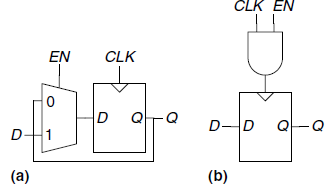 CLK EN
EN CLK
0
D 1 D Q Q
D D Q Q
(a) (b)